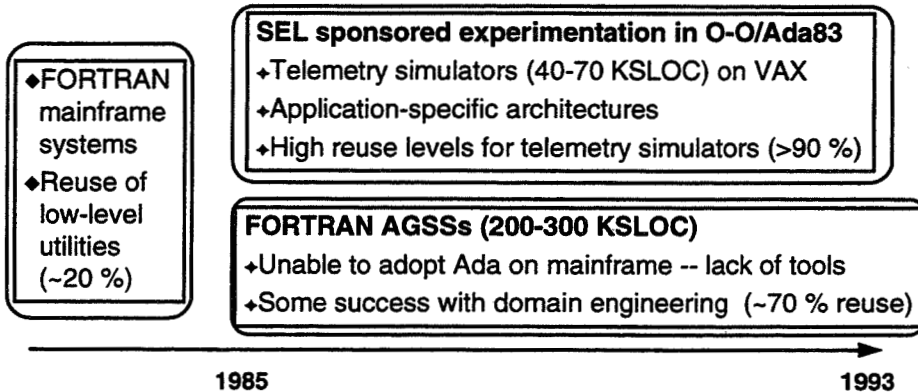 ◆FORTRAN
mainframe
systems
◆Reuse of
low-level
utilities
(~20 %)
SEL sponsored experimentation in O-O/Ada83
✦Telemetry simulators (40-70 KSLOC) on VAX
✦Application-specific architectures
✦High reuse levels for telemetry simulators (>90 %)
FORTRAN AGSSs (200-300 KSLOC)
✦Unable to adopt Ada on mainframe -- lack of tools
✦Some success with domain engineering (~70 % reuse)
1985
1993